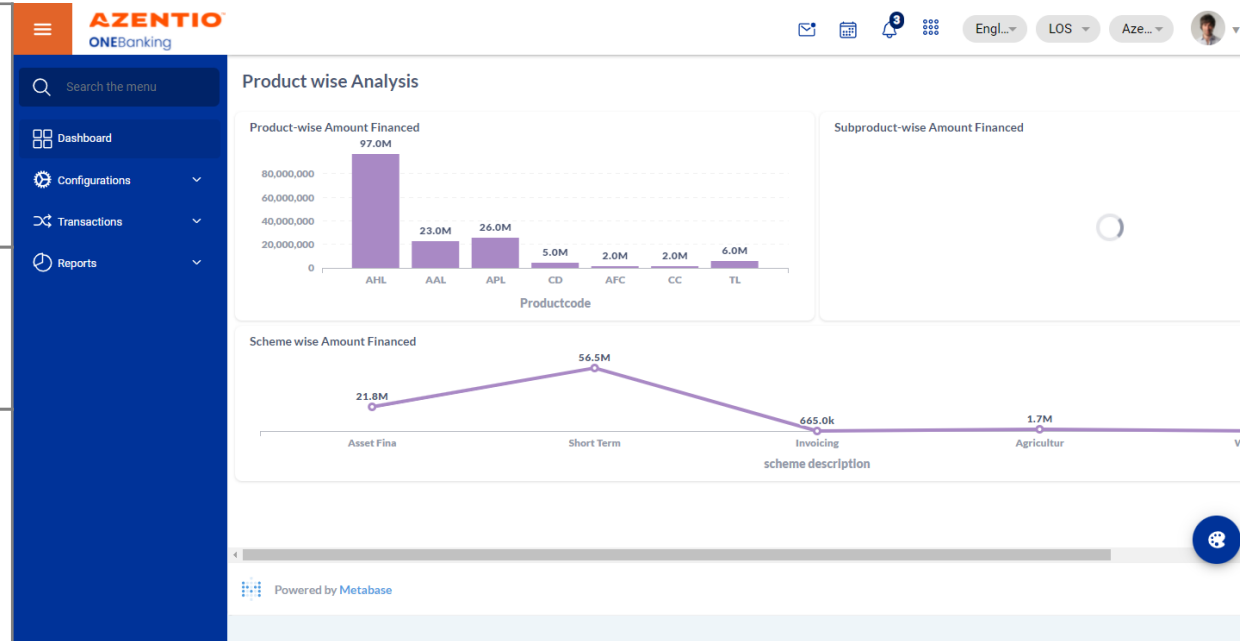 AZENTIO
ONEBanking
3
Engl...
LOS
Aze...
Search the menu
Dashboard
Configurations
Transactions
Reports
Product wise Analysis
Product-wise Amount Financed
97.0M
80,000,000
60,000,000
40,000,000
20,000,000
0
23.0M
26.0M
5.0M
2.0M
2.0M
6.0M
AHL AAL APL CD AFC CC TL
Productcode
Subproduct-wise Amount Financed
Scheme wise Amount Financed
21.8M
56.5M
665.0k
1.7M
Asset Fina Short Term Invoicing Agricultur
scheme description
Powered by Metabase